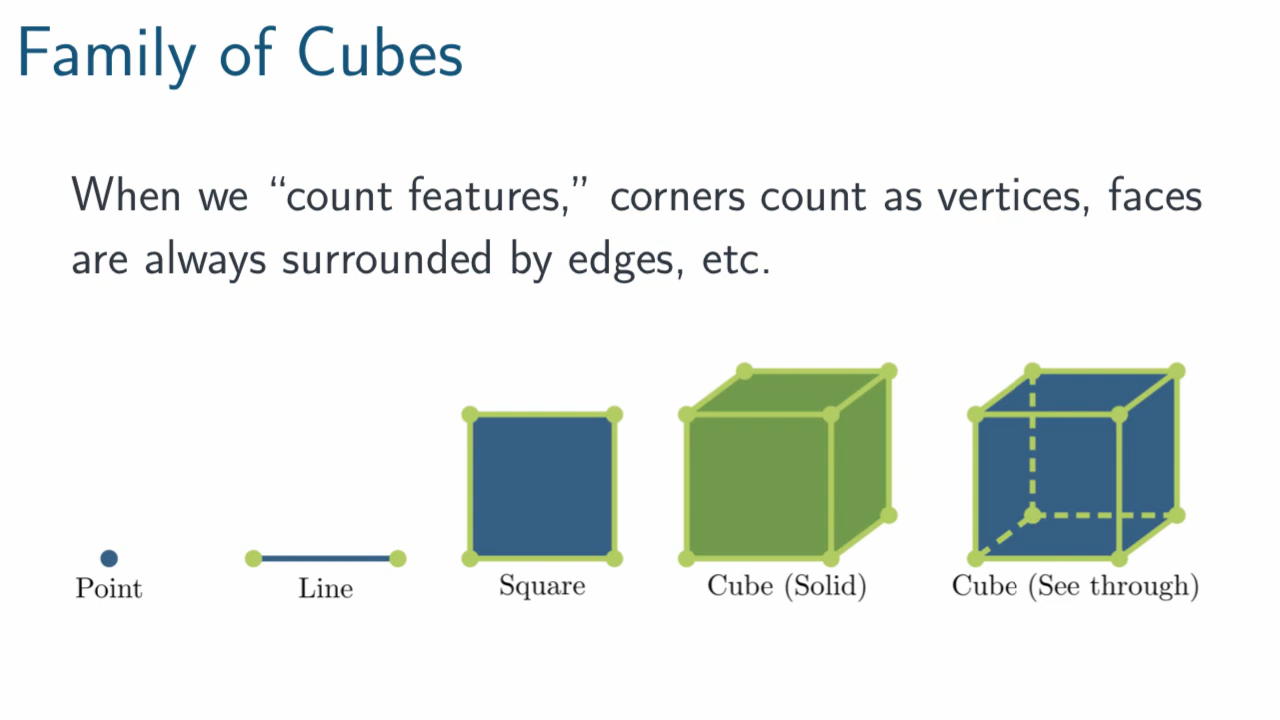 Family of Cubes
When we “count features,” corners count as vertices, faces
are always surrounded by edges, etc.
Point
Line
Square
Cube (Solid)
Cube (See through)